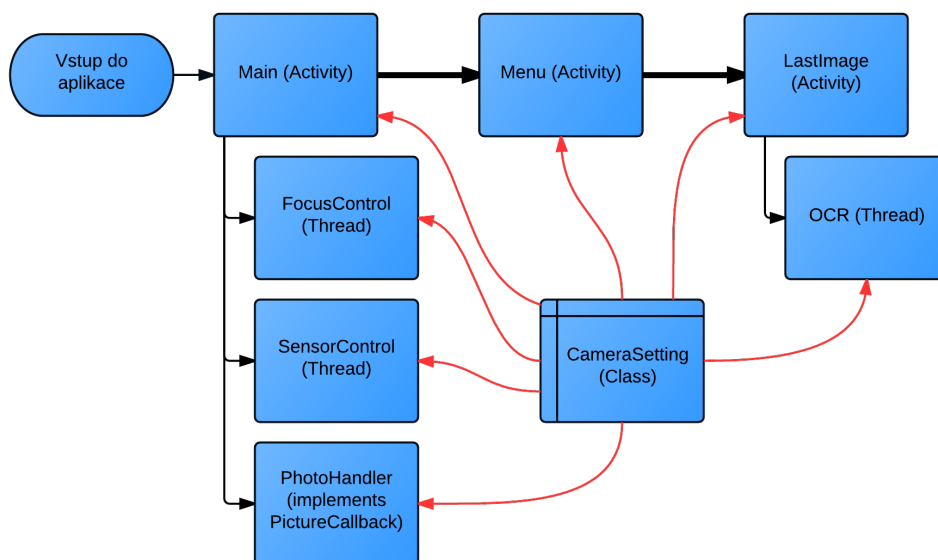 Vstup do
aplikace
Main (Activity)
Menu (Activity)
LastImage
(Activity)
FocusControl
(Thread)
OCR (Thread)
SensorControl
(Thread)
CameraSetting
(Class)
PhotoHandler
(implements
PictureCallback)